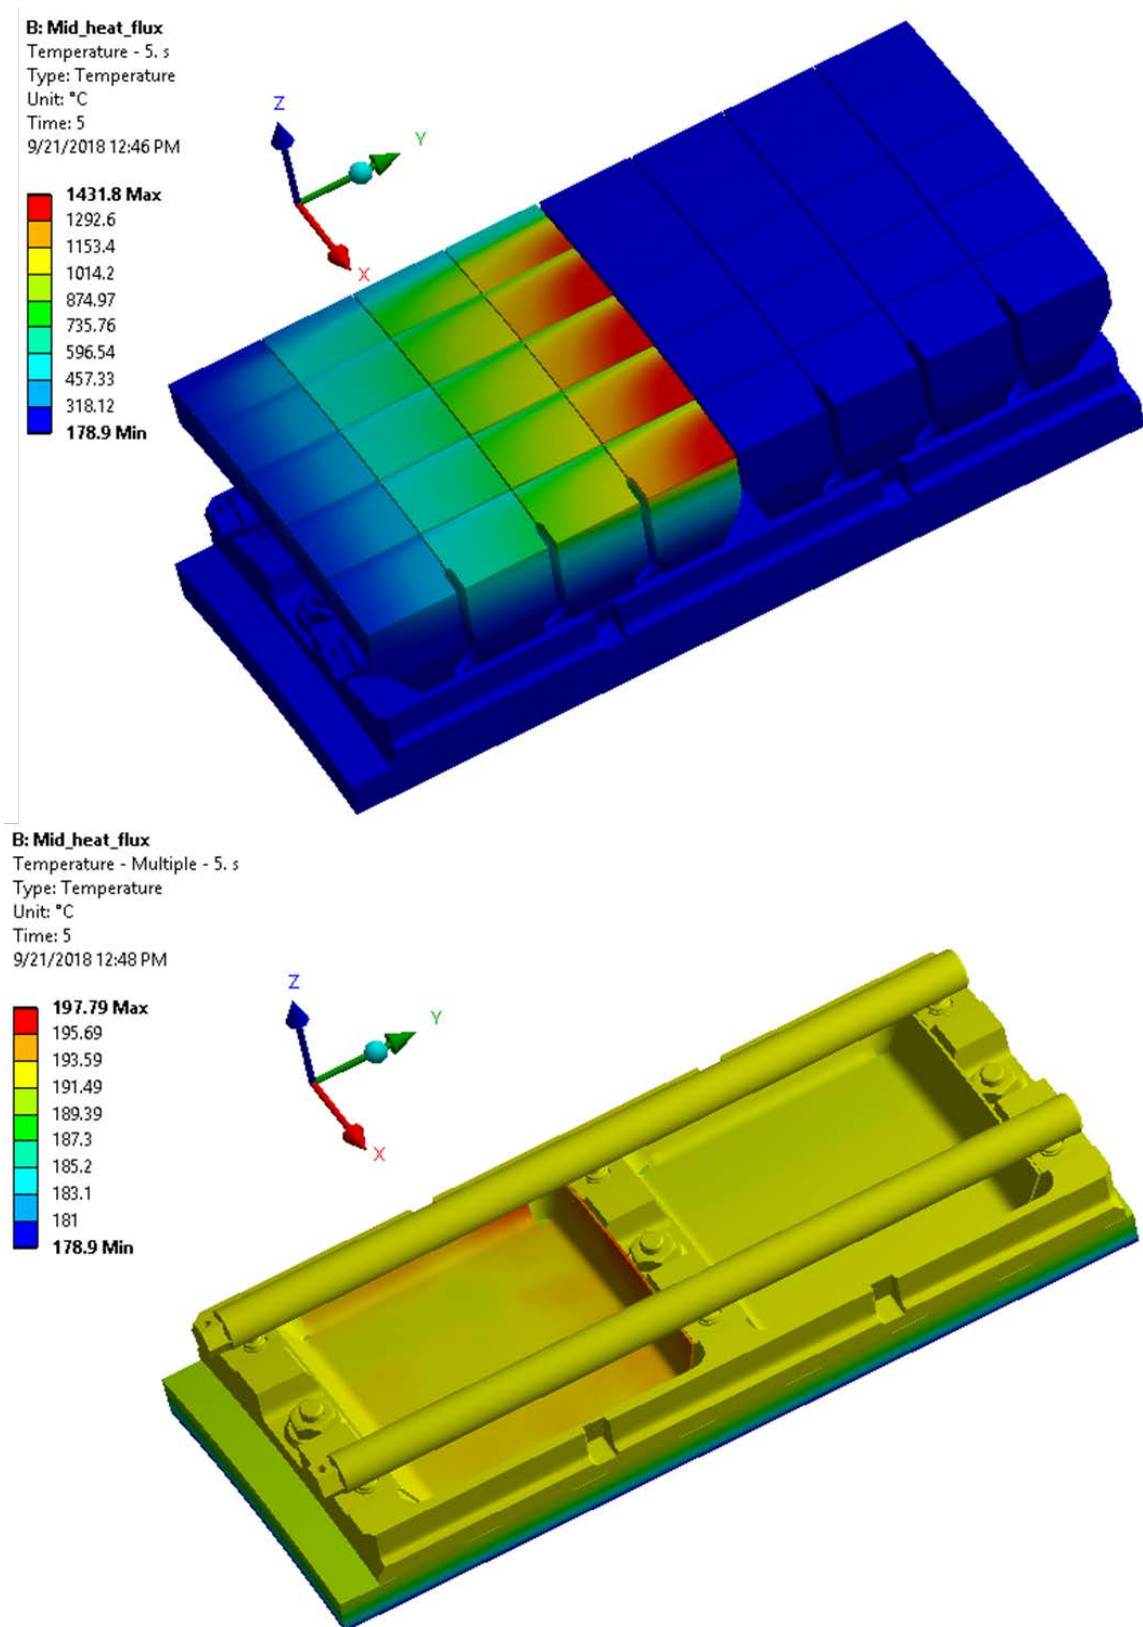 B: Mid_heat_flux
Temperature - 5. s
Type: Temperature
Unit: °C
Time: 5
9/21/2018 12:46 PM
Z
Y
X
1431.8 Max
1292.6
1153.4
1014.2
874.97
735.76
596.54
457.33
318.12
178.9 Min
B: Mid_heat_flux
Temperature - Multiple - 5. s
Type: Temperature
Unit: °C
Time: 5
9/21/2018 12:48 PM
Z
Y
X
197.79 Max
195.69
193.59
191.49
189.39
187.3
185.2
183.1
181
178.9 Min